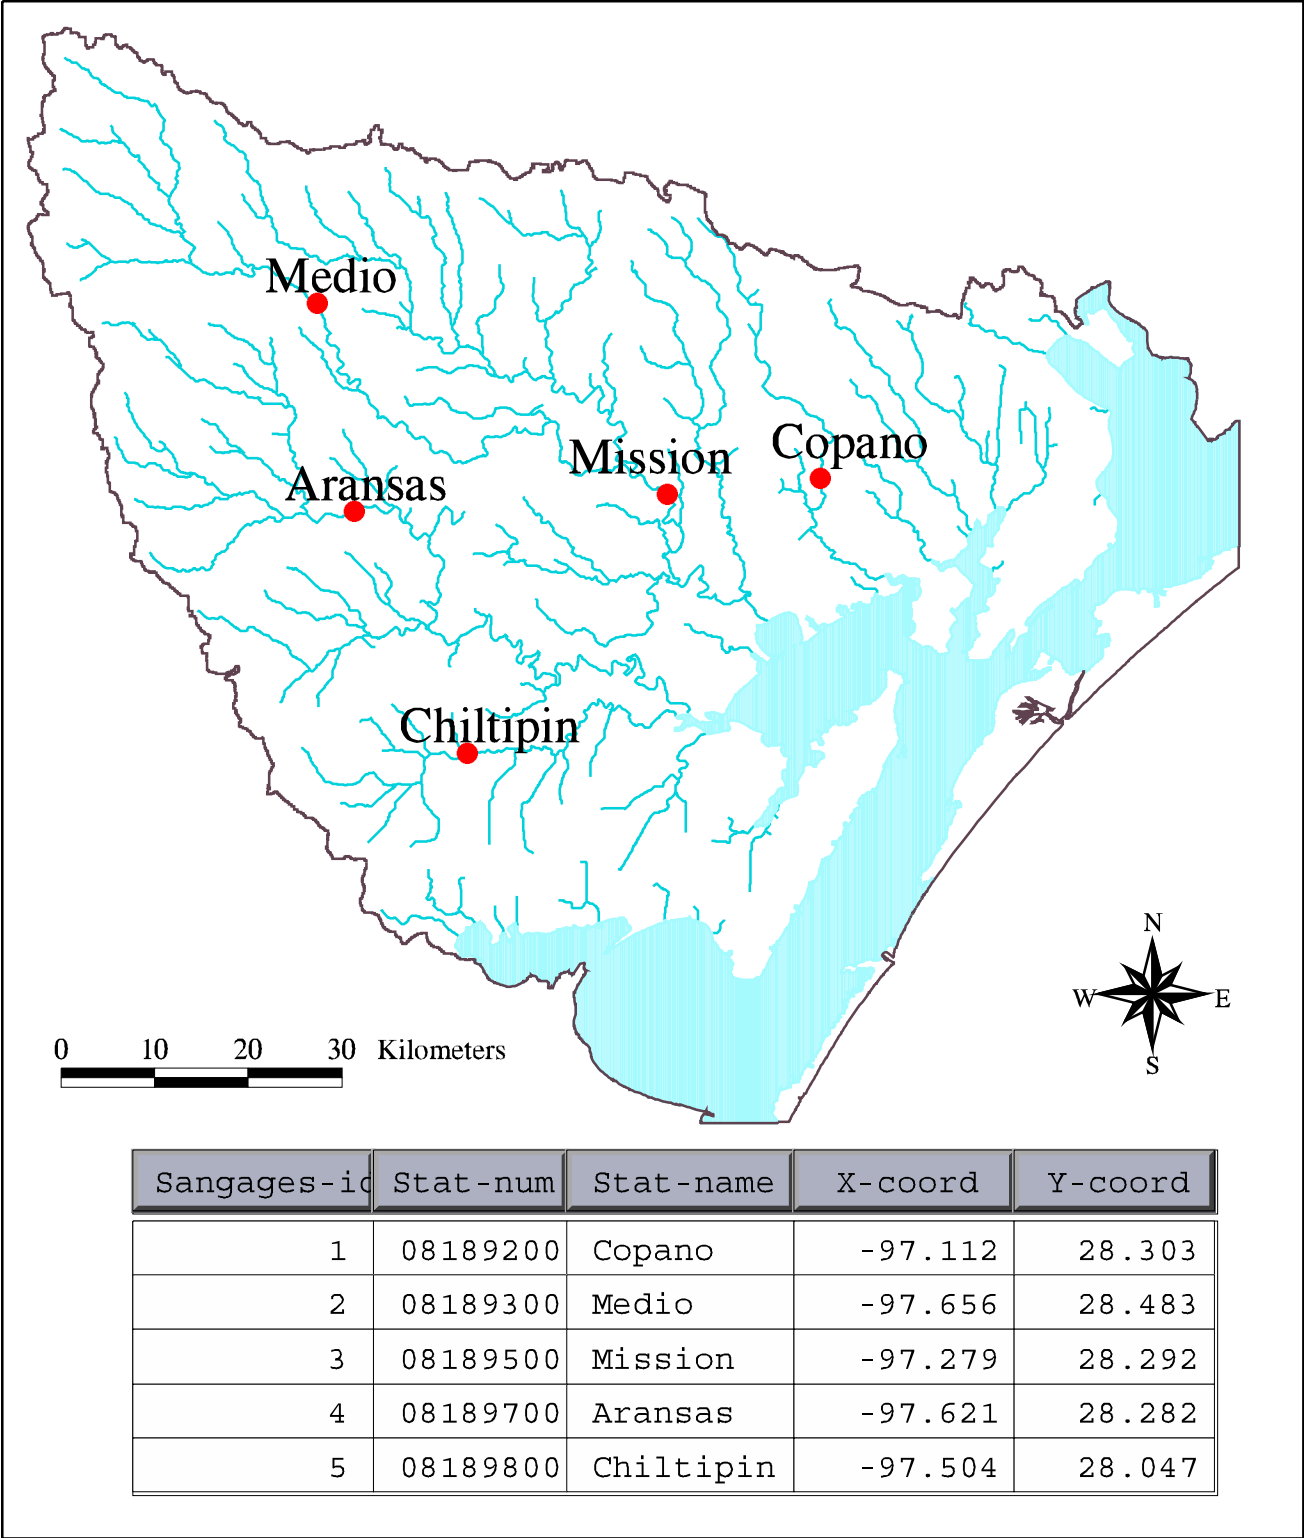 Medio
Copano
Mission
Aransas
Chiltipin
N
W E
S
0 10 20 30 Kilometers
Sangages-id Stat-num Stat-name X-coord Y-coord
1 08189200 Copano -97.112 28.303
2 08189300 Medio -97.656 28.483
3 08189500 Mission -97.279 28.292
4 08189700 Aransas -97.621 28.282
5 08189800 Chiltipin -97.504 28.047